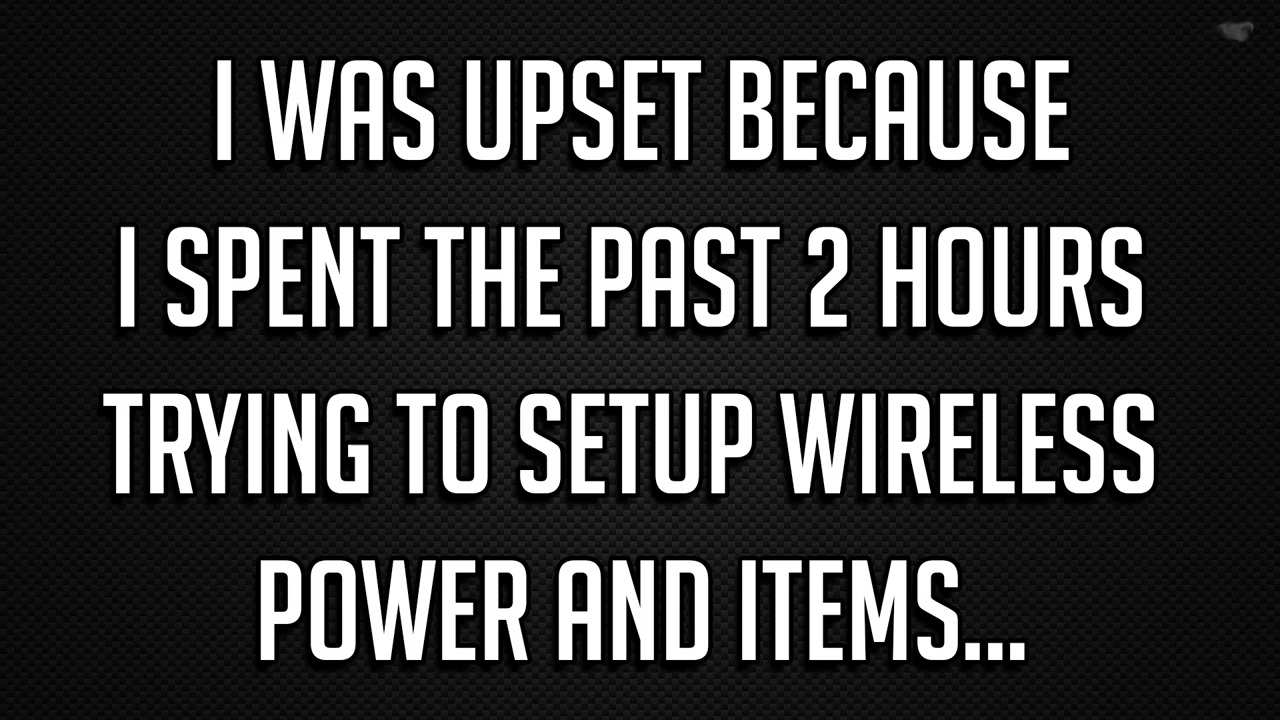 I WAS UPSET BECAUSE
I SPENT THE PAST 2 HOURS
TRYING TO SETUP WIRELESS
POWER AND ITEMS...